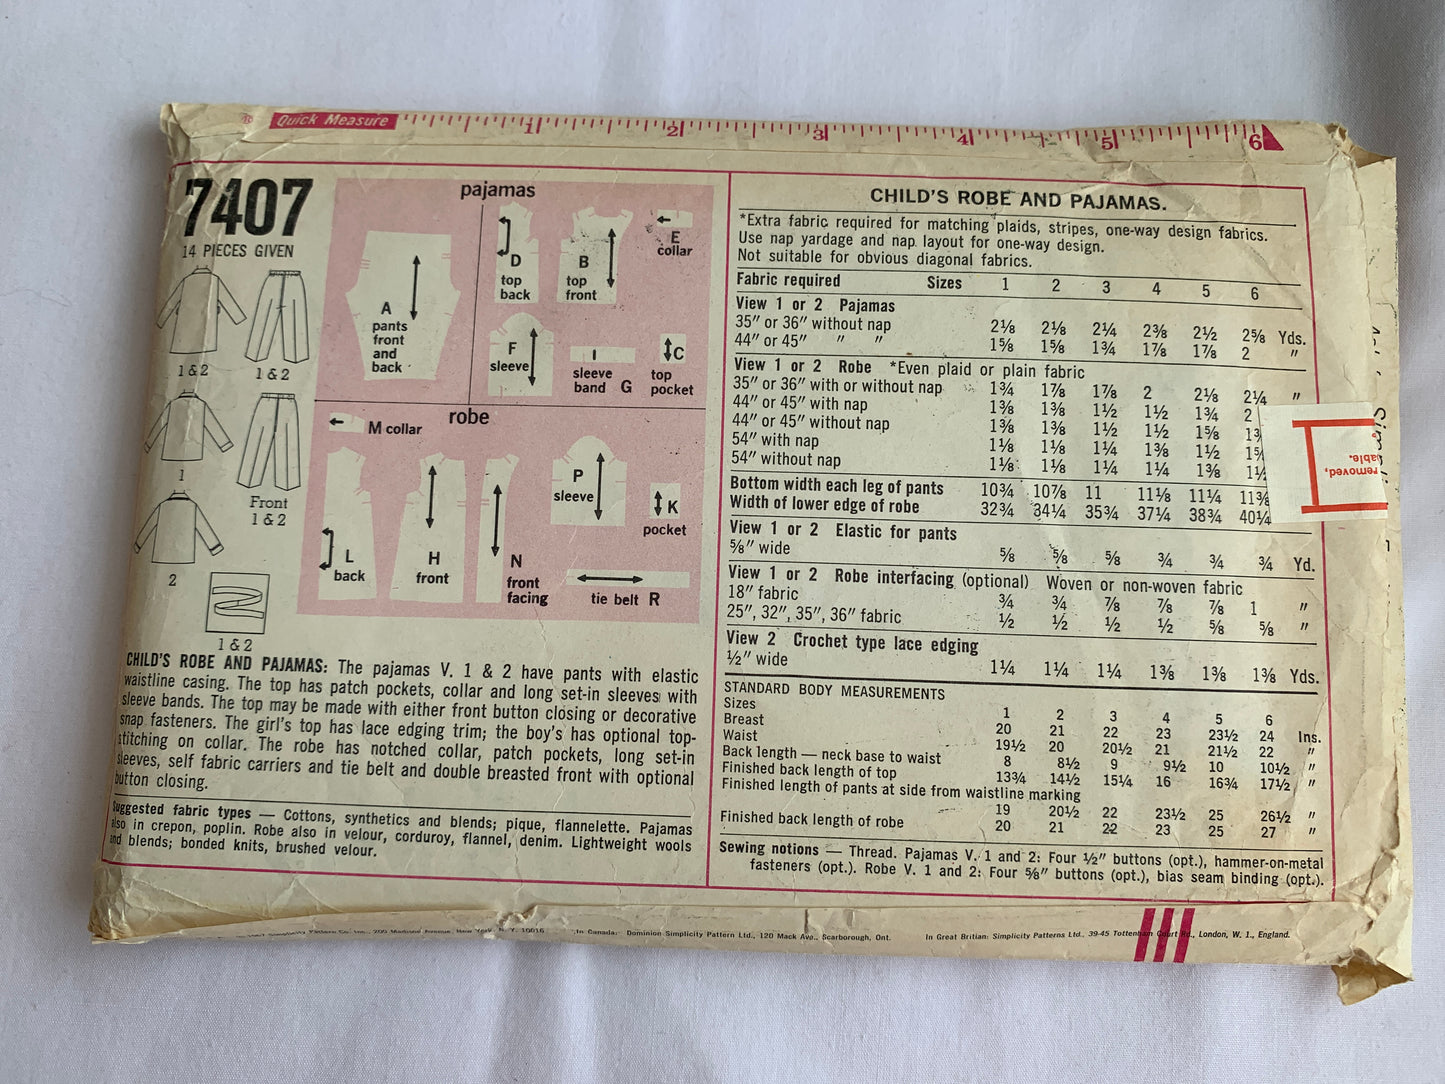 Quick Measure 1 2 3 4 5 6
7407
14 PIECES GIVEN
1 & 2
1 & 2
1
Front
1 & 2
2
1 & 2
pajamas
A
pants
front
and
back
D
top
back
B
top
front
E
collar
F
sleeve
I
sleeve
band G
C
top
pocket
robe
M collar
L
back
H
front
N
front
facing
P
sleeve
K
pocket
tie belt R
CHILD'S ROBE AND PAJAMAS: The pajamas V. 1 & 2 have pants with elastic
waistline casing. The top has patch pockets, collar and long set-in sleeves with
sleeve bands. The top may be made with either front button closing or decorative
snap fasteners. The girl's top has lace edging trim; the boy's has optional top-
stitching on collar. The robe has notched collar, patch pockets, long set-in
sleeves, self fabric carriers and tie belt and double breasted front with optional
button closing.
Suggested fabric types — Cottons, synthetics and blends; pique, flannelette. Pajamas
also in crepon, poplin. Robe also in velour, corduroy, flannel, denim. Lightweight wools
and blends; bonded knits, brushed velour.
CHILD'S ROBE AND PAJAMAS.
*Extra fabric required for matching plaids, stripes, one-way design fabrics.
Use nap yardage and nap layout for one-way design.
Not suitable for obvious diagonal fabrics.
Fabric required Sizes 1 2 3 4 5 6
View 1 or 2 Pajamas
35" or 36" without nap 2⅛ 2⅛ 2¼ 2⅜ 2½ 2⅝ Yds.
44" or 45" " " 1⅝ 1⅝ 1¾ 1⅞ 1⅞ 2 "
View 1 or 2 Robe *Even plaid or plain fabric
35" or 36" with or without nap 1¾ 1⅞ 1⅞ 2 2⅛ 2¼ "
44" or 45" with nap 1⅜ 1⅜ 1½ 1½ 1¾ 2
44" or 45" without nap 1⅜ 1⅜ 1½ 1½ 1⅝
54" with nap 1⅛ 1⅛ 1¼ 1⅜ 1½
54" without nap 1⅛ 1⅛ 1¼ 1¼ 1⅜
Bottom width each leg of pants 10¾ 10⅞ 11 11⅛ 11¼ 11⅜
Width of lower edge of robe 32¾ 34¼ 35¾ 37¼ 38¾ 40¼
View 1 or 2 Elastic for pants
⅝" wide ⅝ ⅝ ⅝ ¾ ¾ ¾ Yd.
View 1 or 2 Robe interfacing (optional) Woven or non-woven fabric
18" fabric ¾ ¾ ⅞ ⅞ ⅞ 1 "
25", 32", 35", 36" fabric ½ ½ ½ ½ ⅝ ⅝ "
View 2 Crochet type lace edging
½" wide 1¼ 1¼ 1¼ 1⅜ 1⅜ 1⅜ Yds.
STANDARD BODY MEASUREMENTS
Sizes 1 2 3 4 5 6
Breast 20 21 22 23 23½ 24 Ins.
Waist 19½ 20 20½ 21 21½ 22 "
Back length — neck base to waist 8 8½ 9 9½ 10 10½ "
Finished back length of top 13¾ 14½ 15¼ 16 16¾ 17½ "
Finished length of pants at side from waistline marking
19 20½ 22 23½ 25 26½ "
Finished back length of robe 20 21 22 23 25 27 "
Sewing notions — Thread. Pajamas V. 1 and 2: Four ½" buttons (opt.), hammer-on-metal
fasteners (opt.). Robe V. 1 and 2: Four ⅝" buttons (opt.), bias seam binding (opt.).
removed,
able.
1967 Simplicity Pattern Co. Inc., 200 Madison Avenue, New York, N. Y. 10016 In Canada: Dominion Simplicity Pattern Ltd., 120 Mack Ave., Scarborough, Ont. In Great Britian: Simplicity Patterns Ltd., 39-45 Tottenham Court Rd., London, W. 1., England.